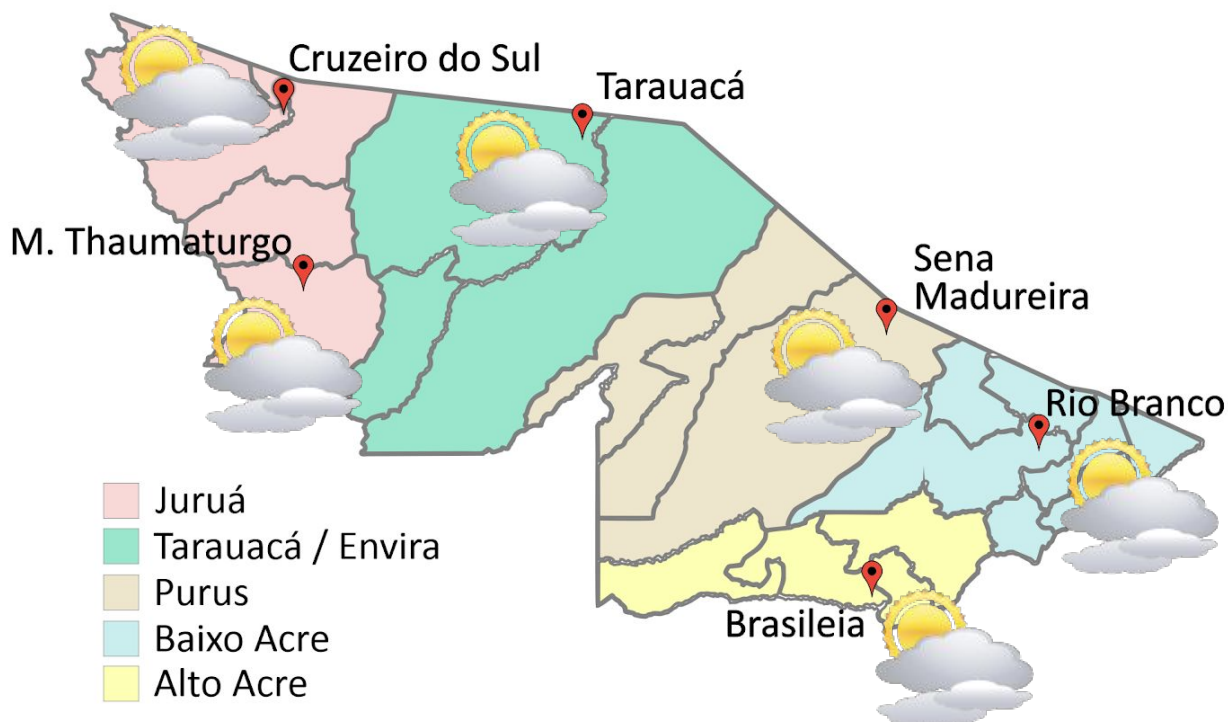 Cruzeiro do Sul
Tarauacá
M. Thaumaturgo
Sena
Madureira
Rio Branco
Brasileia
Juruá
Tarauacá / Envira
Purus
Baixo Acre
Alto Acre